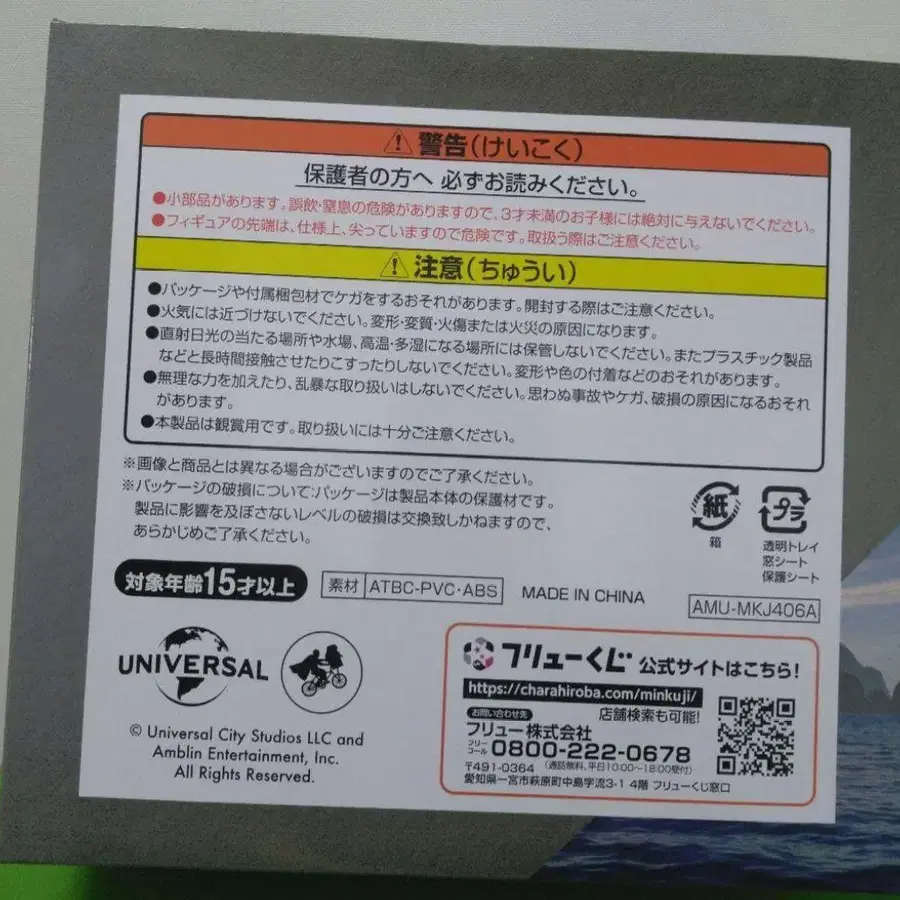 警告(けいこく)
保護者の方へ 必ずお読みください。
●小部品があります。誤飲・窒息の危険がありますので、3才未満のお子様には絶対に与えないでください。
●フィギュアの先端は、仕様上、尖っていますので危険です。取扱う際はご注意ください。
注意(ちゅうい)
●パッケージや付属梱包材でケガをするおそれがあります。開封する際はご注意ください。
●火気には近づけないでください。変形・変質・火傷または火災の原因になります。
●直射日光の当たる場所や水場、高温・多湿になる場所には保管しないでください。またプラスチック製品
などと長時間接触させたりこすったりしないでください。変形や色の付着などのおそれがあります。
●無理な力を加えたり、乱暴な取り扱いはしないでください。思わぬ事故やケガ、破損の原因になるおそれ
があります。
●本製品は観賞用です。取り扱いには十分ご注意ください。
※画像と商品とは異なる場合がございますのでご了承ください。
※パッケージの破損について:パッケージは製品本体の保護材です。
製品に影響を及ぼさないレベルの破損は交換致しかねますので、
あらかじめご了承ください。
紙
箱
プラ
透明トレイ
窓シート
保護シート
対象年齢15才以上
素材 ATBC-PVC・ABS
MADE IN CHINA
AMU-MKJ406A
UNIVERSAL
© Universal City Studios LLC and
Amblin Entertainment, Inc.
All Rights Reserved.
フリューくじ 公式サイトはこちら!
https://charahiroba.com/minkuji/
店舗検索も可能!
お問い合わせ先
フリュー株式会社
フリーコール 0800-222-0678
〒491-0364 (通話無料、平日10:00~18:00受付)
愛知県一宮市萩原町中島字流3-1 4階 フリューくじ窓口